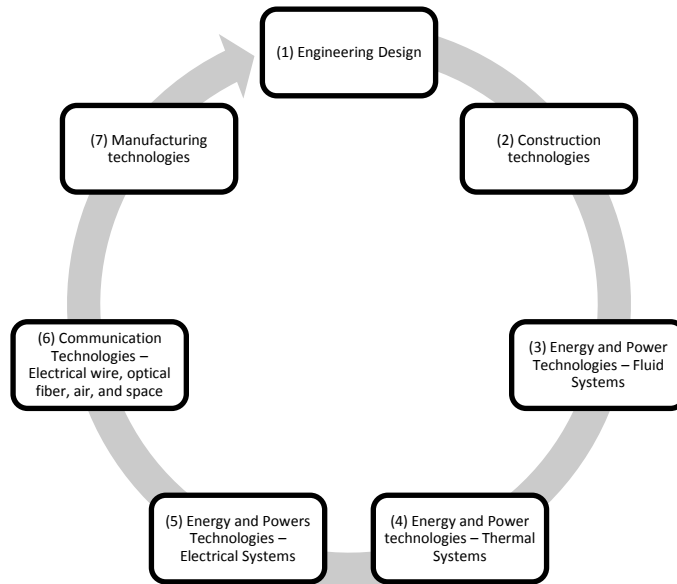 (1) Engineering Design
(2) Construction
technologies
(3) Energy and Power
Technologies – Fluid
Systems
(4) Energy and Power
technologies – Thermal
Systems
(5) Energy and Powers
Technologies –
Electrical Systems
(6) Communication
Technologies –
Electrical wire, optical
fiber, air, and space
(7) Manufacturing
technologies